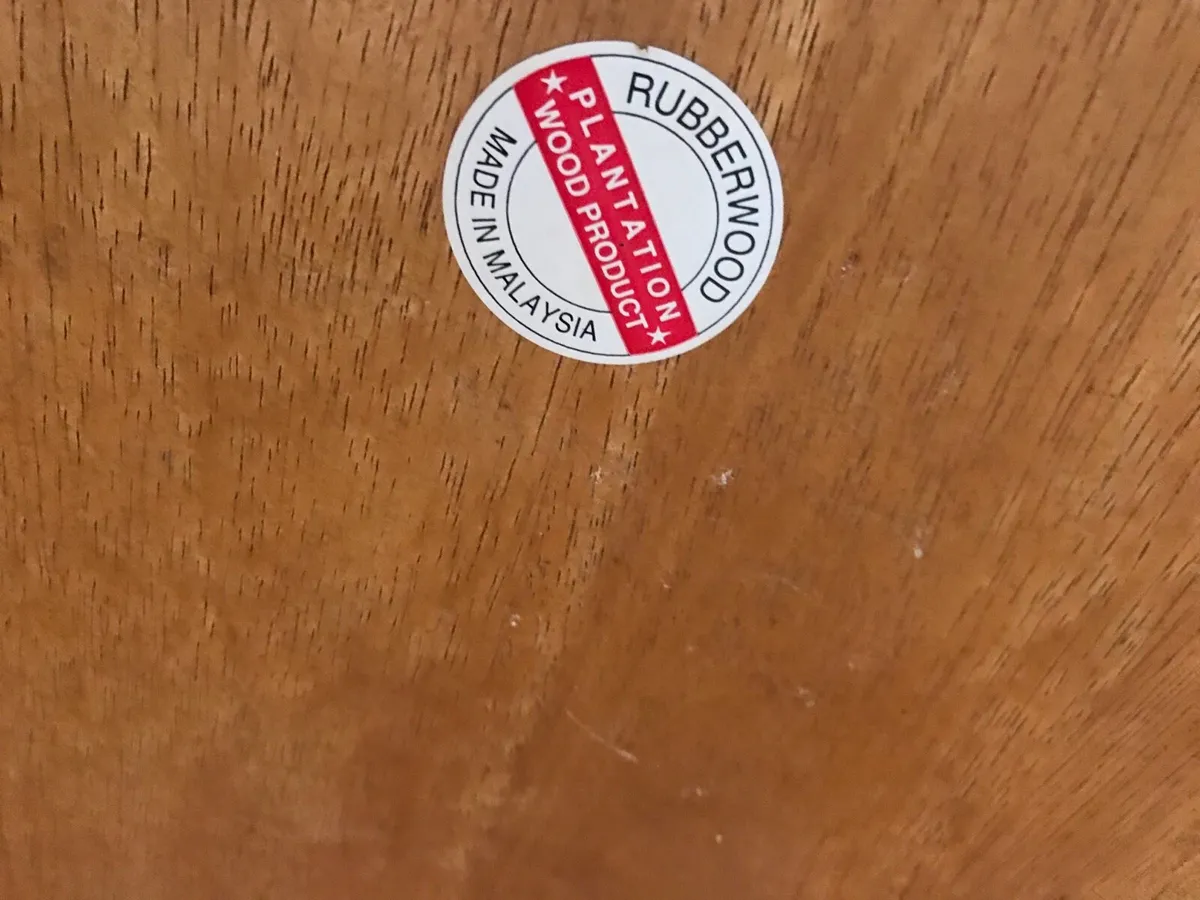 RUBBERWOOD
★ PLANTATION
WOOD PRODUCT ★
MADE IN MALAYSIA